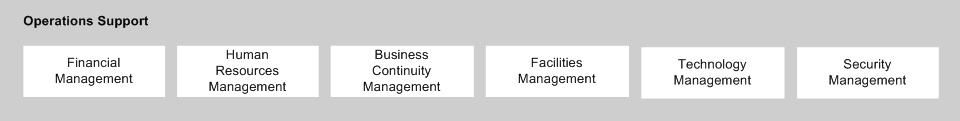 Operations Support
Financial
Management
Human
Resources
Management
Business
Continuity
Management
Facilities
Management
Technology
Management
Security
Management